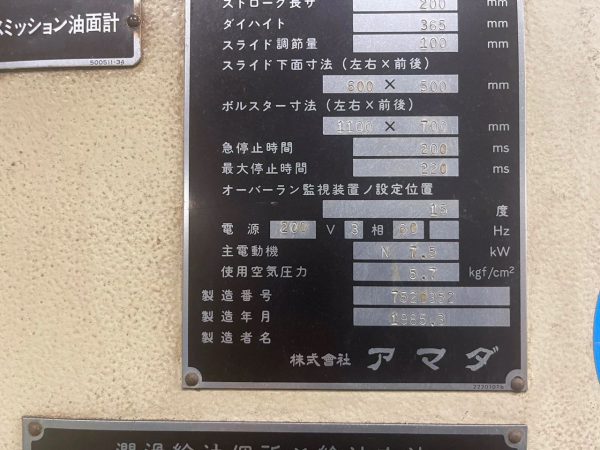 ミッション油面計
500511-34
ストローク長サ 200 mm
ダイハイト 365 mm
スライド調節量 100 mm
スライド下面寸法(左右×前後)
600 × 500 mm
ボルスター寸法(左右×前後)
1100 × 700 mm
急停止時間 200 ms
最大停止時間 220 ms
オーバーラン監視装置ノ設定位置
15 度
電源 200 V 3 相 60 Hz
主電動機 N 7.5 kW
使用空気圧力 5.7 kgf/cm²
製造番号
製造年月 1985.3
製造者名
株式會社 アマダ